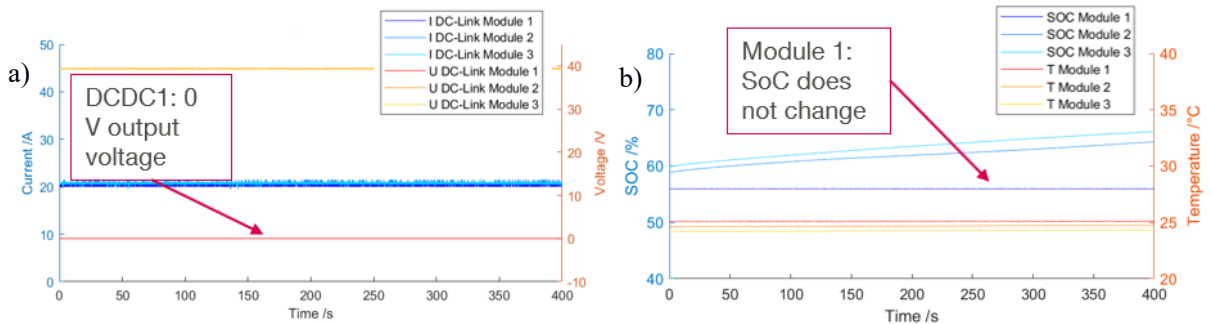 a)
I DC-Link Module 1
I DC-Link Module 2
I DC-Link Module 3
U DC-Link Module 1
U DC-Link Module 2
U DC-Link Module 3
DCDC1: 0
V output
voltage
Current /A
50
40
30
20
10
0
Voltage /V
40
30
20
10
0
-10
0 50 100 150 200 250 300 350 400
Time /s
b)
SOC Module 1
SOC Module 2
SOC Module 3
T Module 1
T Module 2
T Module 3
Module 1:
SoC does
not change
SOC /%
80
70
60
50
40
Temperature /°C
40
35
30
25
20
0 50 100 150 200 250 300 350 400
Time /s